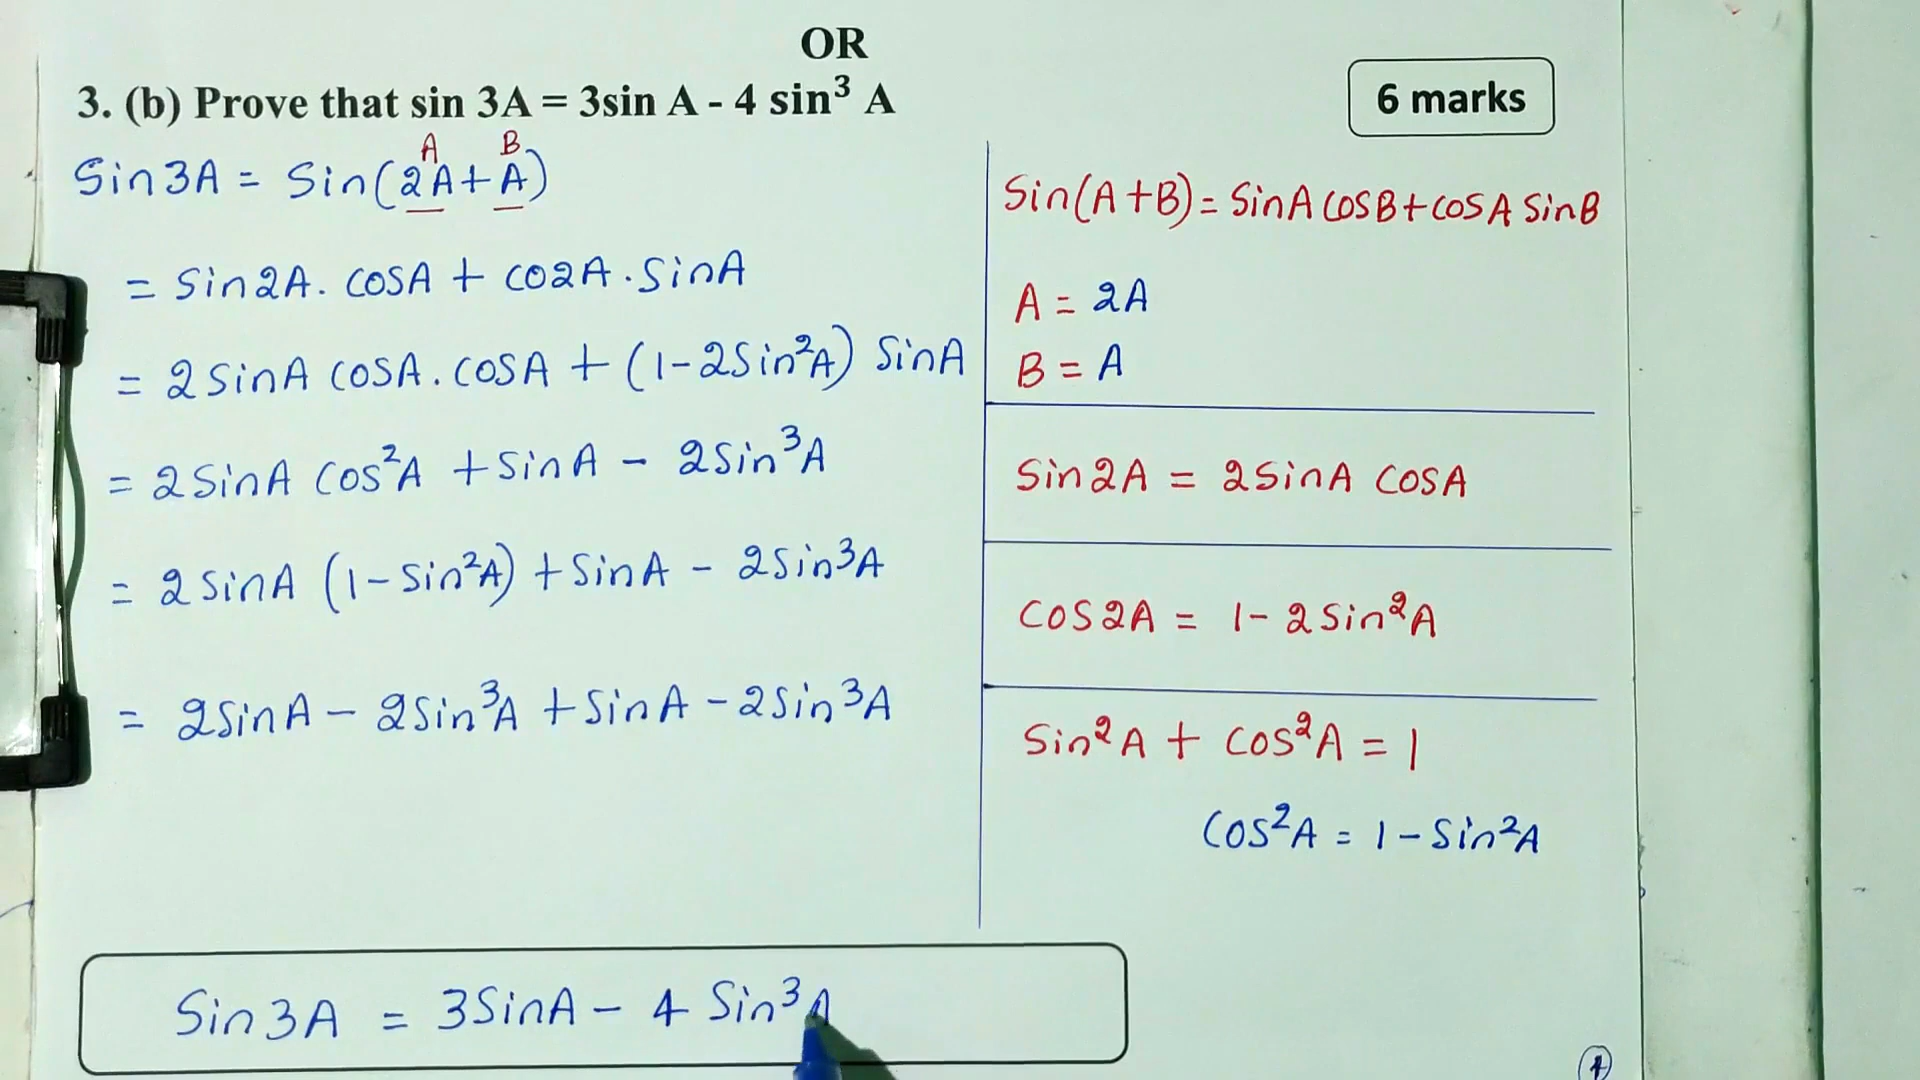 OR
3. (b) Prove that sin 3A = 3sin A - 4 sin³ A
6 marks
A B
Sin3A = Sin(2A+A)
= Sin2A. COSA + CO2A .SinA
= 2SinA COSA.COSA + (1-2Sin²A) SinA
= 2SinA COS²A + SinA - 2Sin³A
= 2SinA (1-Sin²A) + SinA - 2Sin³A
= 2SinA - 2Sin³A + SinA - 2Sin³A
Sin(A+B) = SinA COSB + COSA SinB
A = 2A
B = A
Sin2A = 2SinA COSA
COS2A = 1-2Sin²A
Sin²A + COS²A = 1
COS²A = 1-Sin²A
Sin3A = 3SinA - 4 Sin³A